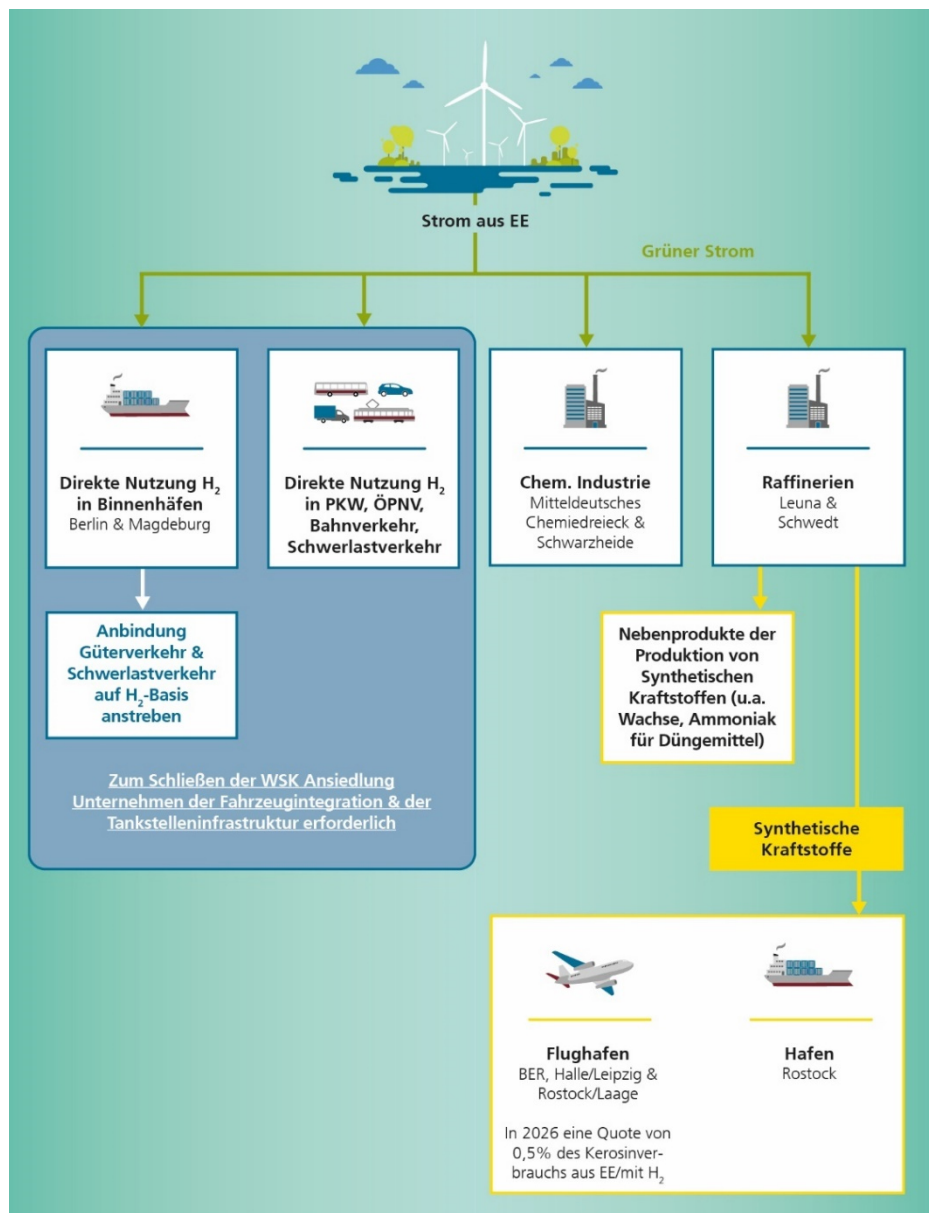 Strom aus EE
Grüner Strom
Direkte Nutzung H₂
in Binnenhäfen
Berlin & Magdeburg
Direkte Nutzung H₂
in PKW, ÖPNV,
Bahnverkehr,
Schwerlastverkehr
Chem. Industrie
Mitteldeutsches
Chemiedreieck &
Schwarzheide
Raffinerien
Leuna &
Schwedt
Anbindung
Güterverkehr &
Schwerlastverkehr
auf H₂-Basis
anstreben
Nebenprodukte der
Produktion von
Synthetischen
Kraftstoffen (u.a.
Wachse, Ammoniak
für Düngemittel)
Zum Schließen der WSK Ansiedlung
Unternehmen der Fahrzeugintegration & der
Tankstelleninfrastruktur erforderlich
Synthetische
Kraftstoffe
Flughafen
BER, Halle/Leipzig &
Rostock/Laage
In 2026 eine Quote von
0,5% des Kerosinver-
brauchs aus EE/mit H₂
Hafen
Rostock